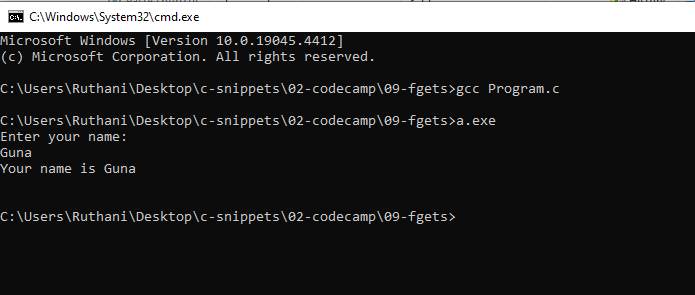 C:\Windows\System32\cmd.exe
Microsoft Windows [Version 10.0.19045.4412]
(c) Microsoft Corporation. All rights reserved.
C:\Users\Ruthani\Desktop\c-snippets\02-codecamp\09-fgets>gcc Program.c
C:\Users\Ruthani\Desktop\c-snippets\02-codecamp\09-fgets>a.exe
Enter your name:
Guna
Your name is Guna
C:\Users\Ruthani\Desktop\c-snippets\02-codecamp\09-fgets>